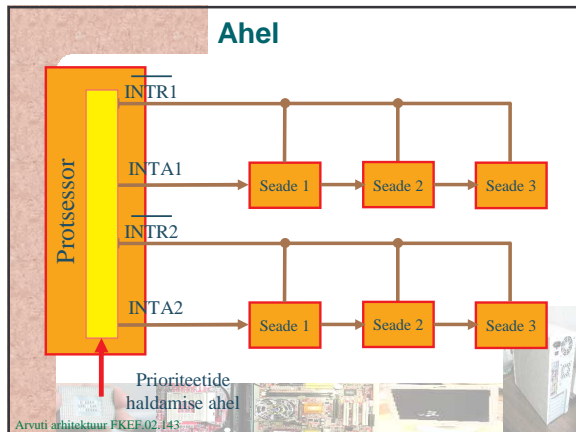 Ahel
INTR1
INTA1
Seade 1
Seade 2
Seade 3
Protsessor
INTR2
INTA2
Seade 1
Seade 2
Seade 3
Prioriteetide
haldamise ahel
Arvuti arhitektuur FKEF.02.143